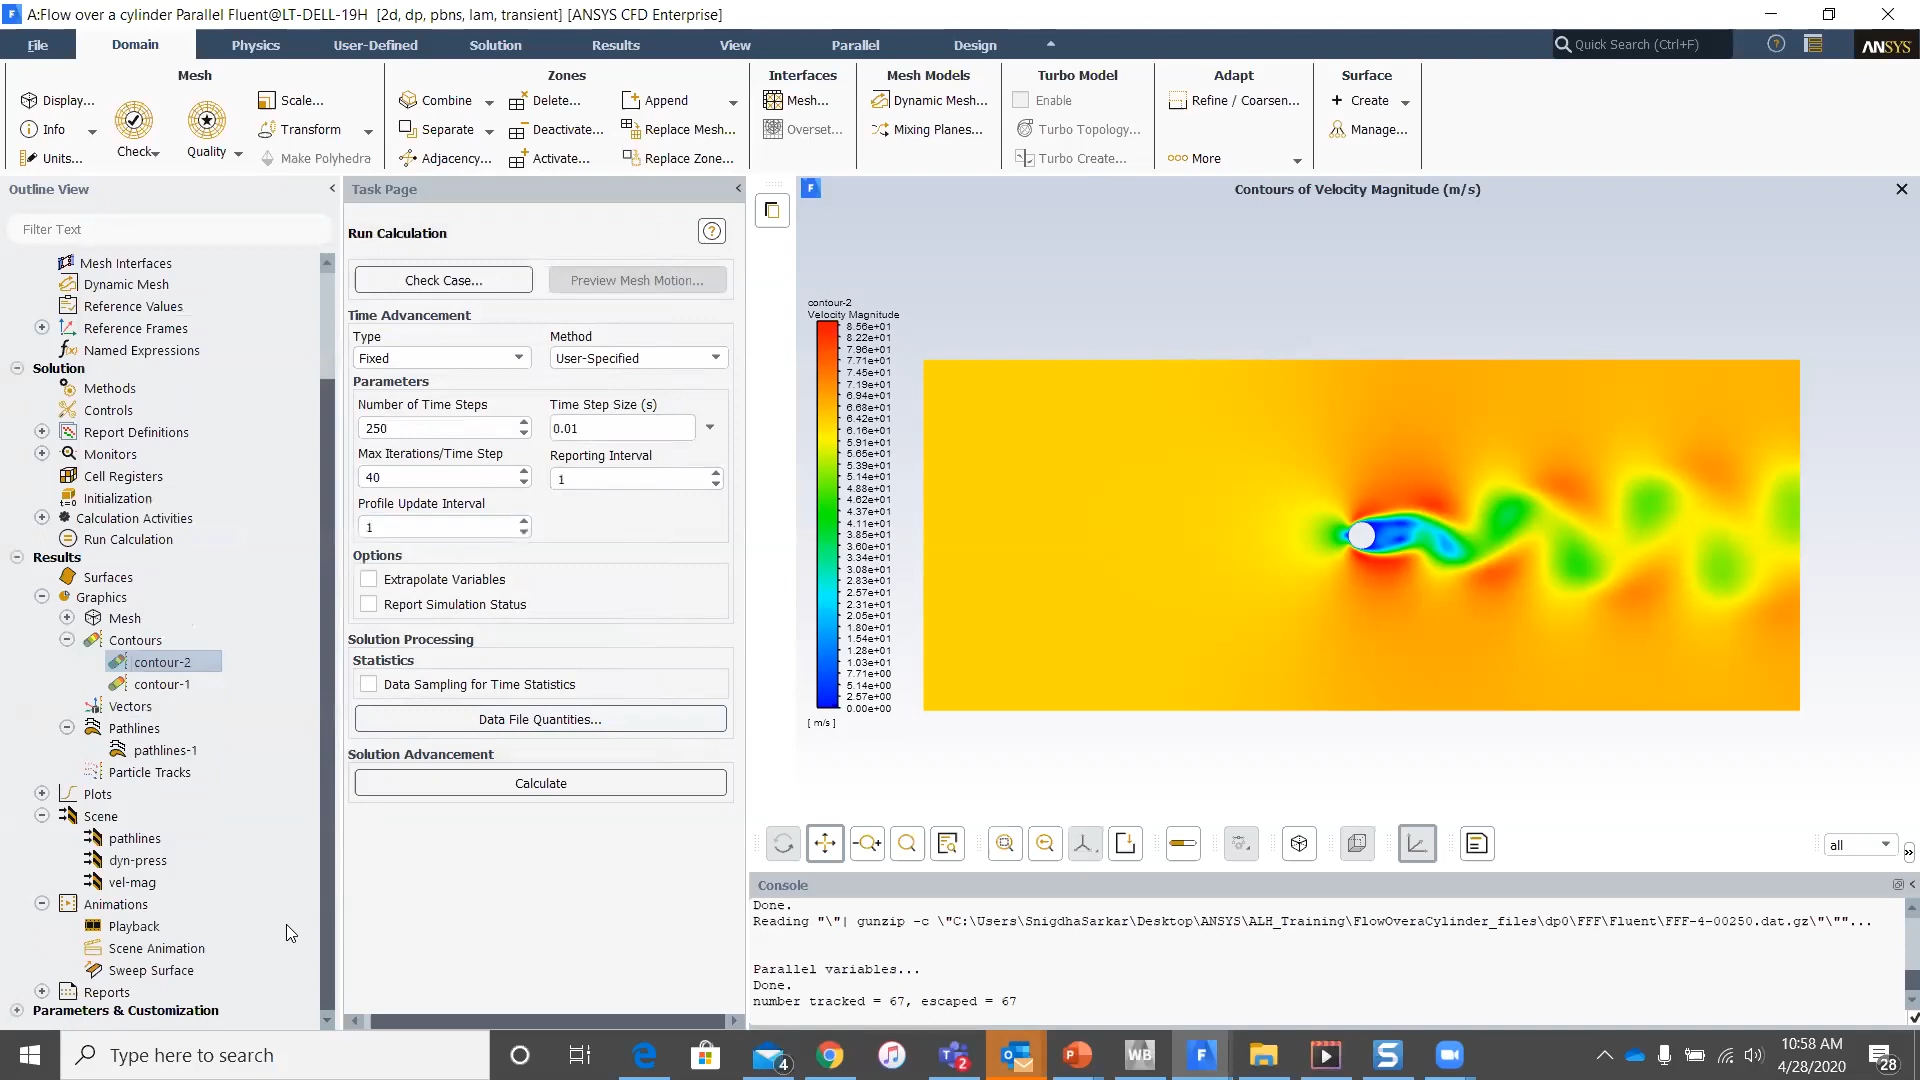 A:Flow over a cylinder Parallel Fluent@LT-DELL-19H [2d, dp, pbns, lam, transient] [ANSYS CFD Enterprise]
File Domain Physics User-Defined Solution Results View Parallel Design Quick Search (Ctrl+F) ANSYS
Mesh Zones Interfaces Mesh Models Turbo Model Adapt Surface
Display... Scale... Combine Delete... Append Mesh... Dynamic Mesh... Enable Refine / Coarsen... Create
Info Check Quality Transform Separate Deactivate... Replace Mesh... Overset... Mixing Planes... Turbo Topology... Manage...
Units... Make Polyhedra Adjacency... Activate... Replace Zone... Turbo Create... More
Outline View
Filter Text
Mesh Interfaces
Dynamic Mesh
Reference Values
Reference Frames
Named Expressions
Solution
Methods
Controls
Report Definitions
Monitors
Cell Registers
Initialization
Calculation Activities
Run Calculation
Results
Surfaces
Graphics
Mesh
Contours
contour-2
contour-1
Vectors
Pathlines
pathlines-1
Particle Tracks
Plots
Scene
pathlines
dyn-press
vel-mag
Animations
Playback
Scene Animation
Sweep Surface
Reports
Parameters & Customization
Task Page
Run Calculation
Check Case... Preview Mesh Motion...
Time Advancement
Type Method
Fixed User-Specified
Parameters
Number of Time Steps Time Step Size (s)
250 0.01
Max Iterations/Time Step Reporting Interval
40 1
Profile Update Interval
1
Options
Extrapolate Variables
Report Simulation Status
Solution Processing
Statistics
Data Sampling for Time Statistics
Data File Quantities...
Solution Advancement
Calculate
Contours of Velocity Magnitude (m/s)
contour-2
Velocity Magnitude
8.56e+01
8.22e+01
7.96e+01
7.71e+01
7.45e+01
7.19e+01
6.94e+01
6.68e+01
6.42e+01
6.16e+01
5.91e+01
5.65e+01
5.39e+01
5.14e+01
4.88e+01
4.62e+01
4.37e+01
4.11e+01
3.85e+01
3.60e+01
3.34e+01
3.08e+01
2.83e+01
2.57e+01
2.31e+01
2.05e+01
1.80e+01
1.54e+01
1.28e+01
1.03e+01
7.71e+00
5.14e+00
2.57e+00
0.00e+00
[ m/s ]
all
Console
Done.
Reading "\"| gunzip -c \"C:\Users\SnigdhaSarkar\Desktop\ANSYS\ALH_Training\FlowOveraCylinder_files\dp0\FFF\Fluent\FFF-4-00250.dat.gz\"\""...
Parallel variables...
Done.
number tracked = 67, escaped = 67
Type here to search
4
2
WB
10:58 AM
4/28/2020
28